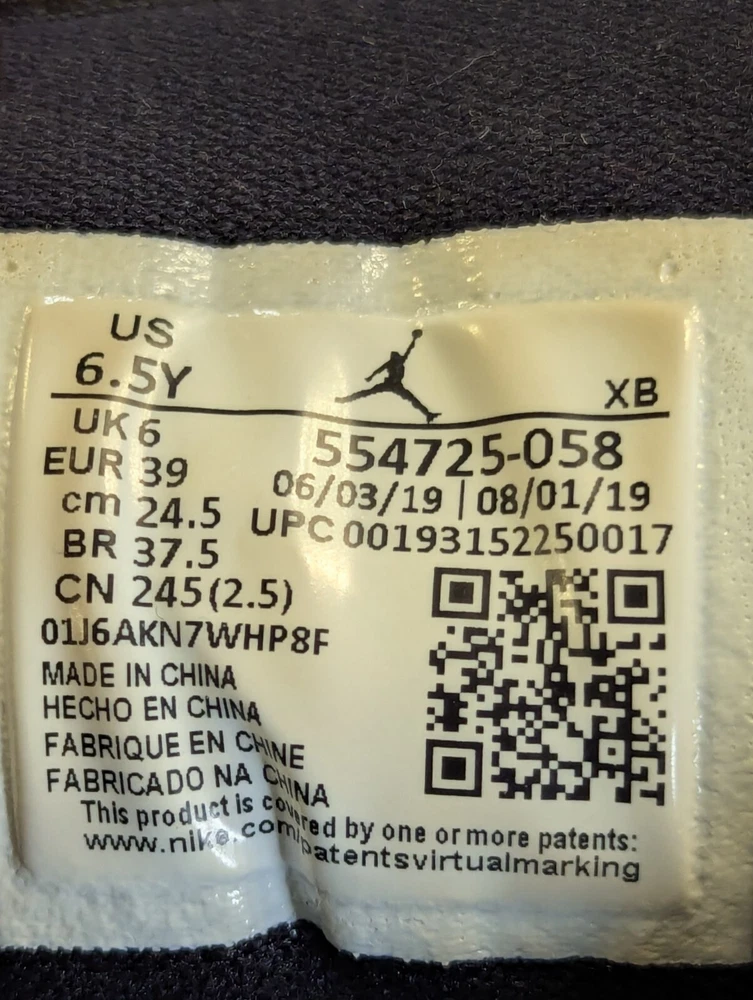 US
6.5Y
XB
UK 6
EUR 39
cm 24.5
BR 37.5
CN 245(2.5)
554725-058
06/03/19 | 08/01/19
UPC 00193152250017
01J6AKN7WHP8F
MADE IN CHINA
HECHO EN CHINA
FABRIQUE EN CHINE
FABRICADO NA CHINA
This product is covered by one or more patents:
www.nike.com/patentsvirtualmarking